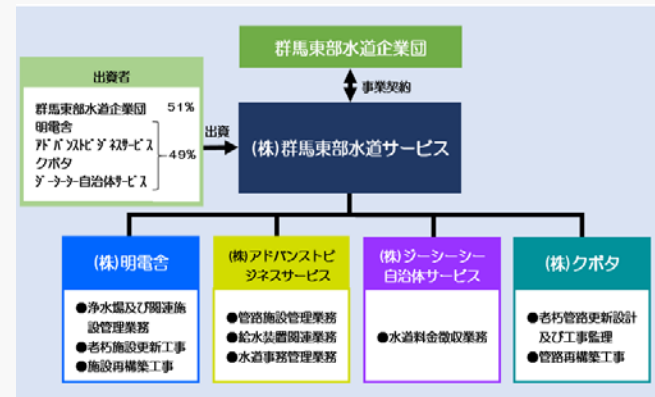 群馬東部水道企業団
事業契約
出資者
群馬東部水道企業団 51%
明電舎
ｱﾄﾞﾊﾞﾝｽﾄﾋﾞｼﾞﾈｽｻｰﾋﾞｽ
49%
クボタ
ｼﾞｰｼｰｼｰ自治体ｻｰﾋﾞｽ
出資
(株)群馬東部水道サービス
(株)明電舎
●浄水場及び関連施
設管理業務
●老朽施設更新工事
●施設再構築工事
(株)アドバンストビ
ジネスサービス
●管路施設管理業務
●給水装置関連業務
●水道事務管理業務
(株)ジーシーシー
自治体サービス
●水道料金徴収業務
(株)クボタ
●老朽管路更新設計
及び工事監理
●管路再構築工事